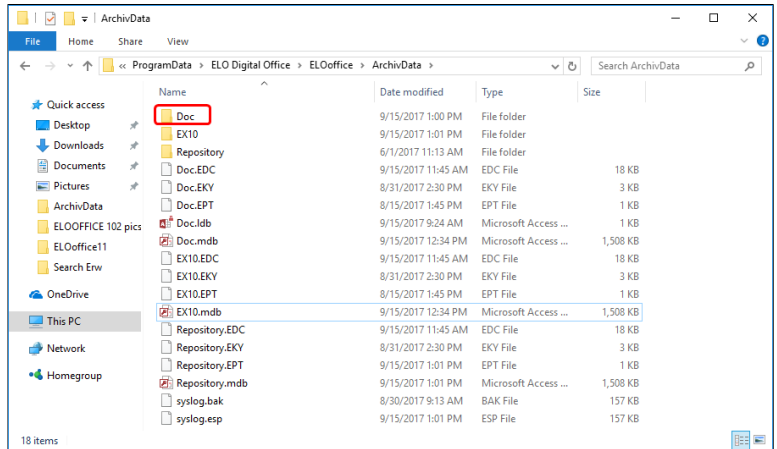 ArchivData
File Home Share View
« ProgramData > ELO Digital Office > ELOoffice > ArchivData > Search ArchivData
Name Date modified Type Size
Quick access
Desktop
Downloads
Documents
Pictures
ArchivData
ELOOFFICE 102 pics
ELOoffice11
Search Erw
OneDrive
This PC
Network
Homegroup
Doc 9/15/2017 1:00 PM File folder
EX10 9/15/2017 1:01 PM File folder
Repository 6/1/2017 11:13 AM File folder
Doc.EDC 9/15/2017 11:45 AM EDC File 18 KB
Doc.EKY 8/31/2017 2:30 PM EKY File 3 KB
Doc.EPT 8/15/2017 1:45 PM EPT File 1 KB
Doc.ldb 9/15/2017 9:24 AM Microsoft Access ... 1 KB
Doc.mdb 9/15/2017 12:34 PM Microsoft Access ... 1,508 KB
EX10.EDC 9/15/2017 11:45 AM EDC File 18 KB
EX10.EKY 8/31/2017 2:30 PM EKY File 3 KB
EX10.EPT 8/15/2017 1:45 PM EPT File 1 KB
EX10.mdb 9/15/2017 12:34 PM Microsoft Access ... 1,508 KB
Repository.EDC 9/15/2017 11:45 AM EDC File 18 KB
Repository.EKY 8/31/2017 2:30 PM EKY File 3 KB
Repository.EPT 9/15/2017 1:01 PM EPT File 1 KB
Repository.mdb 9/15/2017 1:01 PM Microsoft Access ... 1,508 KB
syslog.bak 8/30/2017 9:13 AM BAK File 157 KB
syslog.esp 9/15/2017 1:01 PM ESP File 157 KB
18 items